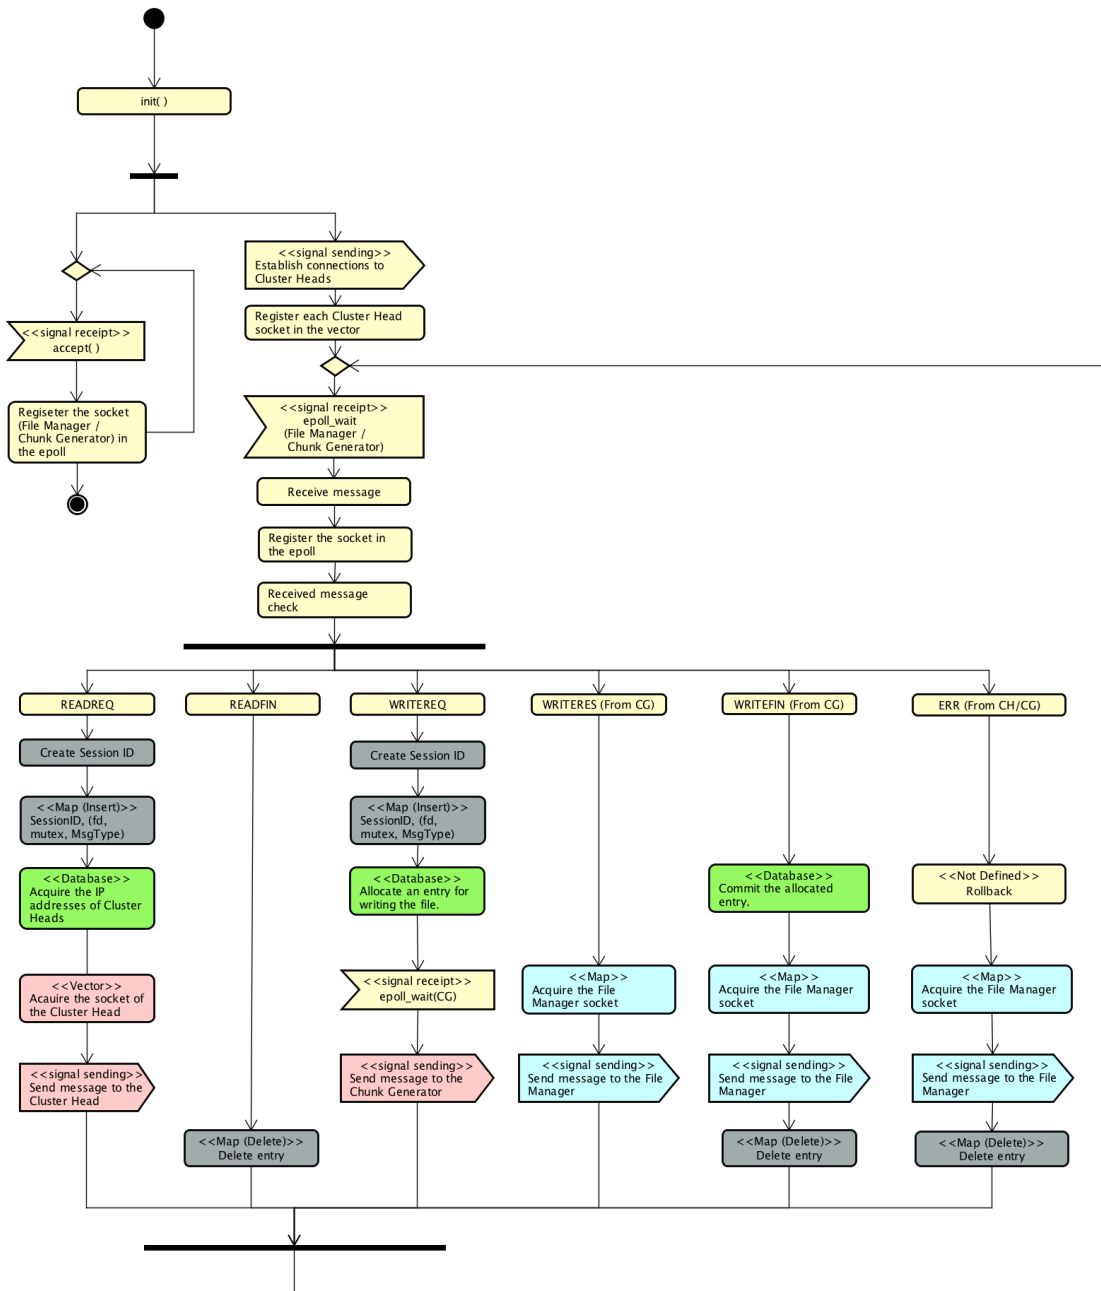 init( )
<<signal sending>>
Establish connections to
Cluster Heads
Register each Cluster Head
socket in the vector
<<signal receipt>>
accept( )
Regiseter the socket
(File Manager /
Chunk Generator) in
the epoll
<<signal receipt>>
epoll_wait
(File Manager /
Chunk Generator)
Receive message
Register the socket in
the epoll
Received message
check
READREQ
READFIN
WRITEREQ
WRITERES (From CG)
WRITEFIN (From CG)
ERR (From CH/CG)
Create Session ID
Create Session ID
<<Map (Insert)>>
SessionID, (fd,
mutex, MsgType)
<<Map (Insert)>>
SessionID, (fd,
mutex, MsgType)
<<Database>>
Acquire the IP
addresses of Cluster
Heads
<<Database>>
Allocate an entry for
writing the file.
<<Database>>
Commit the allocated
entry.
<<Not Defined>>
Rollback
<<Vector>>
Acauire the socket of
the Cluster Head
<<signal receipt>>
epoll_wait(CG)
<<Map>>
Acquire the File
Manager socket
<<Map>>
Acquire the File Manager
socket
<<Map>>
Acquire the File Manager
socket
<<signal sending>>
Send message to the
Cluster Head
<<signal sending>>
Send message to the
Chunk Generator
<<signal sending>>
Send message to the File
Manager
<<signal sending>>
Send message to the File
Manager
<<signal sending>>
Send message to the File
Manager
<<Map (Delete)>>
Delete entry
<<Map (Delete)>>
Delete entry
<<Map (Delete)>>
Delete entry